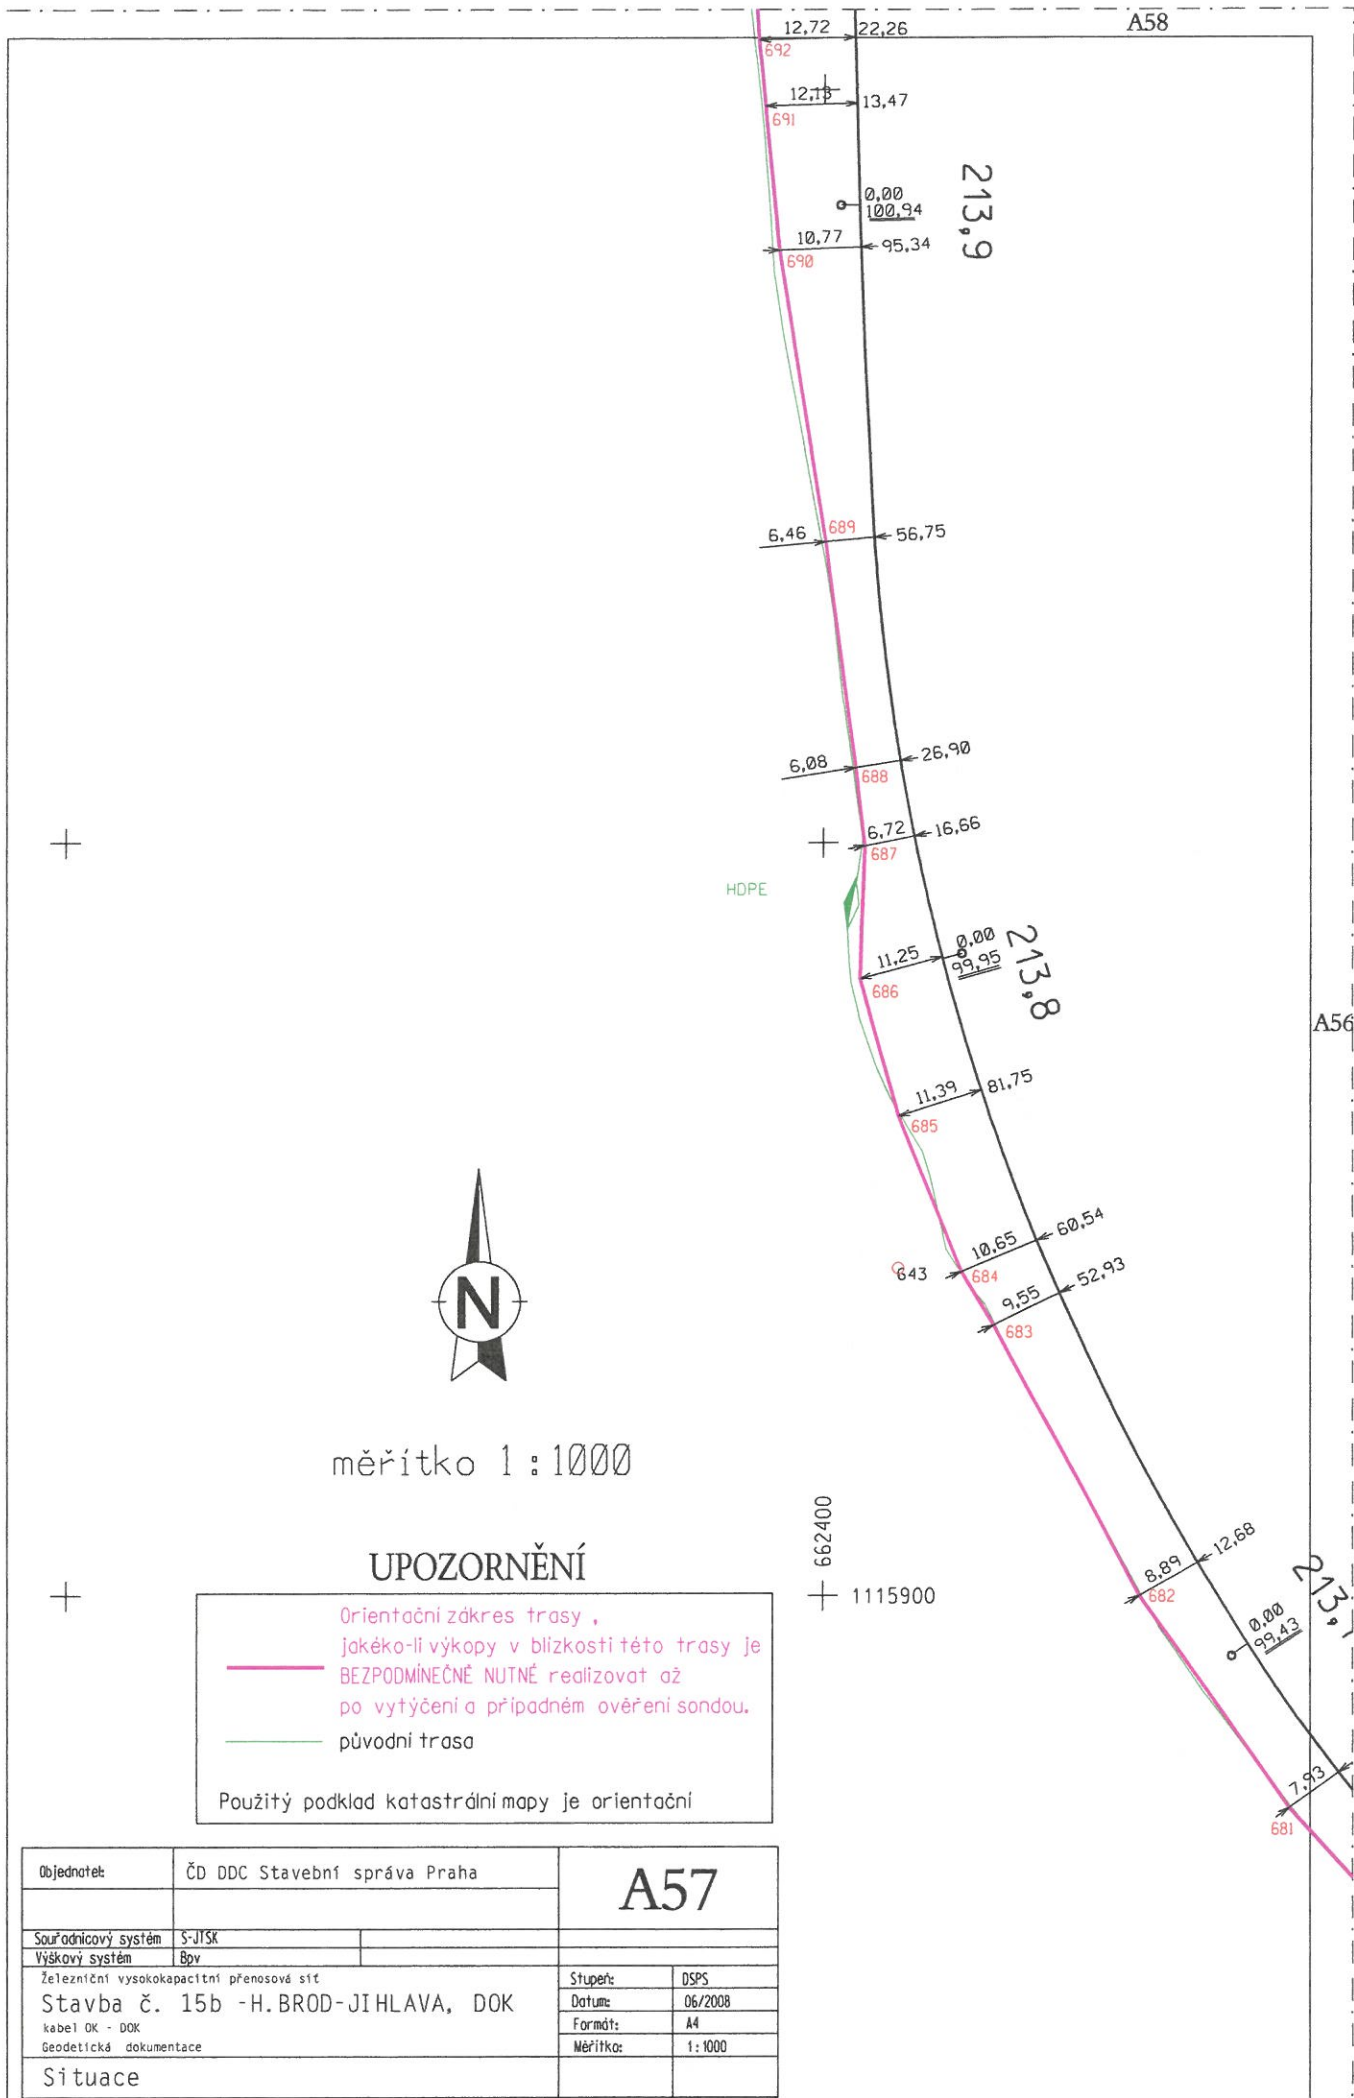 A58
12,72
22,26
692
12,13
13,47
691
213,9
0,00
100,94
10,77
95,34
690
6,46
689
56,75
6,08
688
26,90
6,72
16,66
687
HDPE
213,8
0,00
99,95
11,25
686
A56
11,39
81,75
685
10,65
60,54
643
684
9,55
52,93
683
N
měřítko 1:1000
662400
1115900
8,89
12,68
682
0,00
99,43
7,93
681
UPOZORNĚNÍ
Orientační zákres trasy ,
jakéko-li výkopy v blízkosti této trasy je
BEZPODMÍNEČNĚ NUTNÉ realizovat až
po vytýčení a případném ověření sondou.
původní trasa
Použitý podklad katastrální mapy je orientační
Objednatel: ČD DDC Stavební správa Praha
A57
Souřadnicový systém S-JTSK
Výškový systém Bpv
Železniční vysokokapacitní přenosová síť
Stavba č. 15b -H.BROD-JIHLAVA, DOK
kabel OK - DOK
Geodetická dokumentace
Situace
Stupeň: DSPS
Datum: 06/2008
Formát: A4
Měřítko: 1:1000